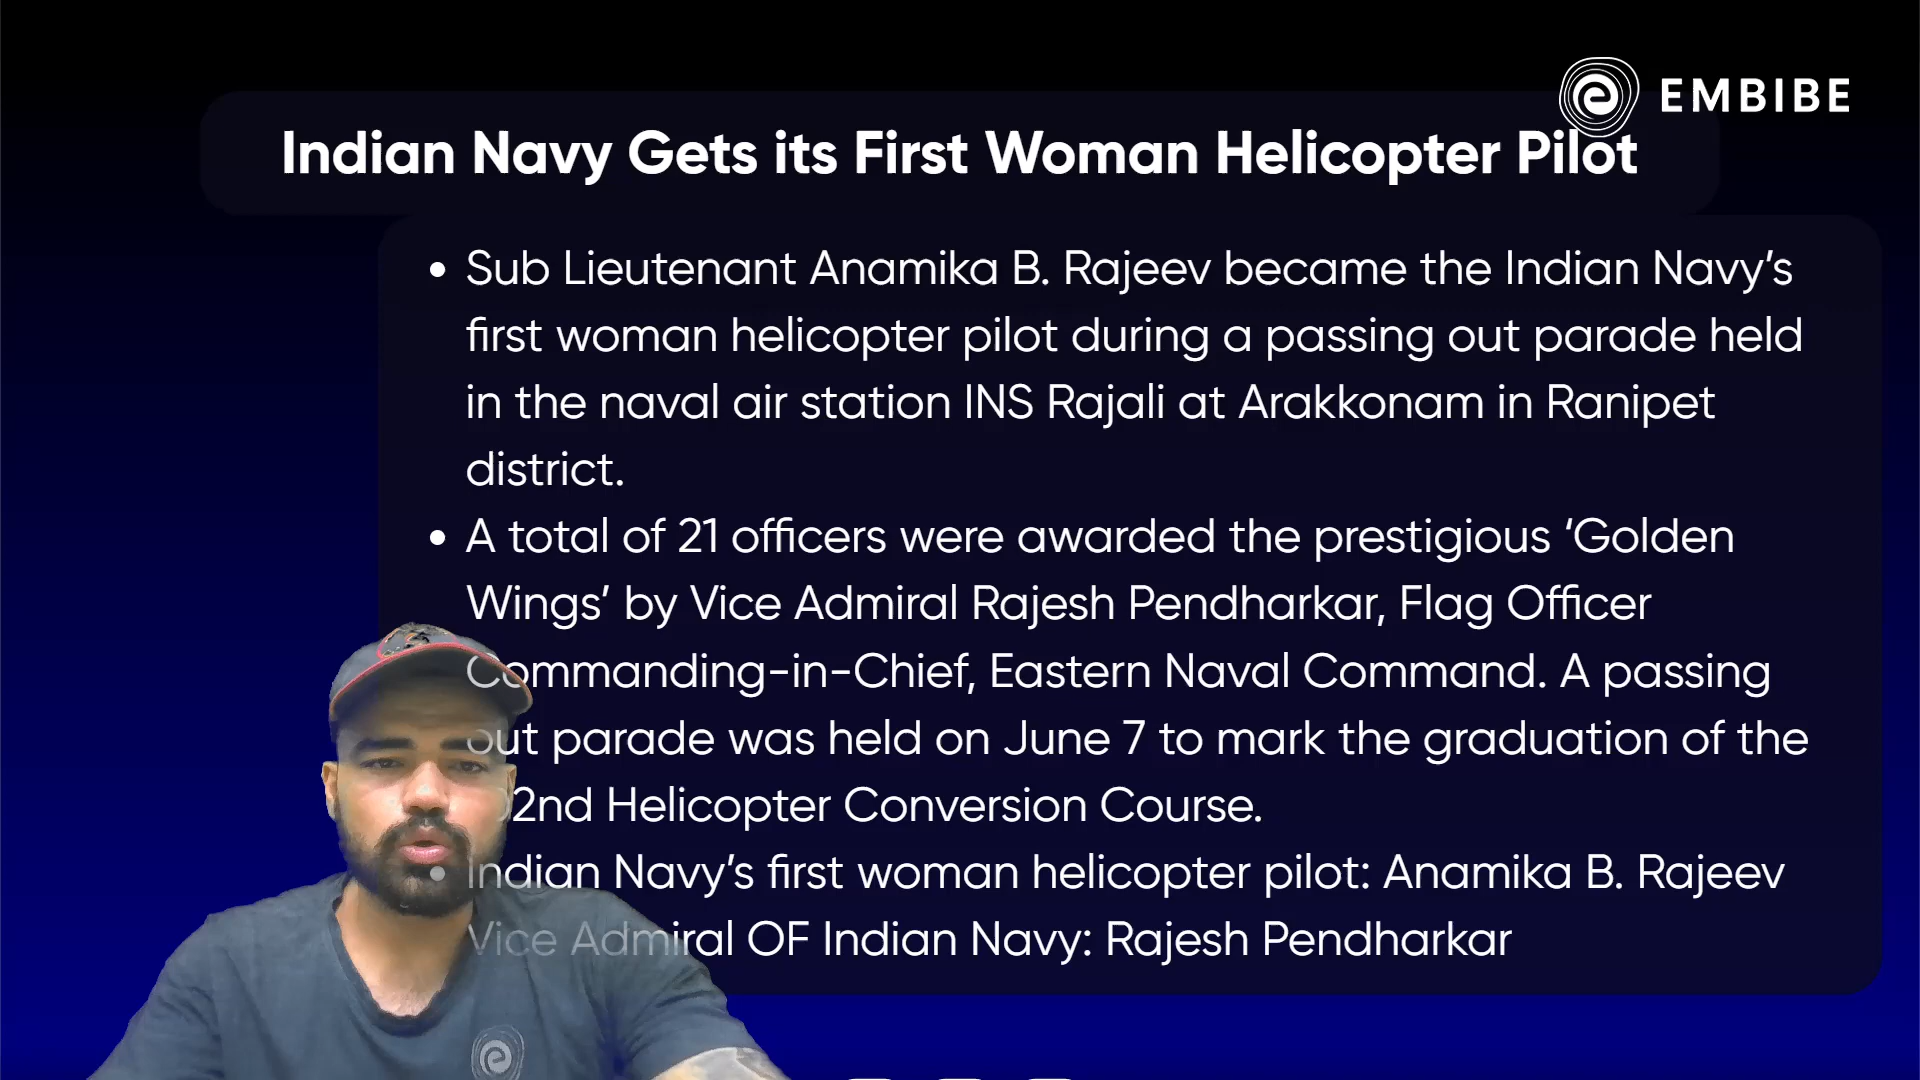 EMBIBE
Indian Navy Gets its First Woman Helicopter Pilot
• Sub Lieutenant Anamika B. Rajeev became the Indian Navy’s
first woman helicopter pilot during a passing out parade held
in the naval air station INS Rajali at Arakkonam in Ranipet
district.
• A total of 21 officers were awarded the prestigious ‘Golden
Wings’ by Vice Admiral Rajesh Pendharkar, Flag Officer
Commanding-in-Chief, Eastern Naval Command. A passing
out parade was held on June 7 to mark the graduation of the
Helicopter Conversion Course.
• Indian Navy’s first woman helicopter pilot: Anamika B. Rajeev
Vice Admiral OF Indian Navy: Rajesh Pendharkar